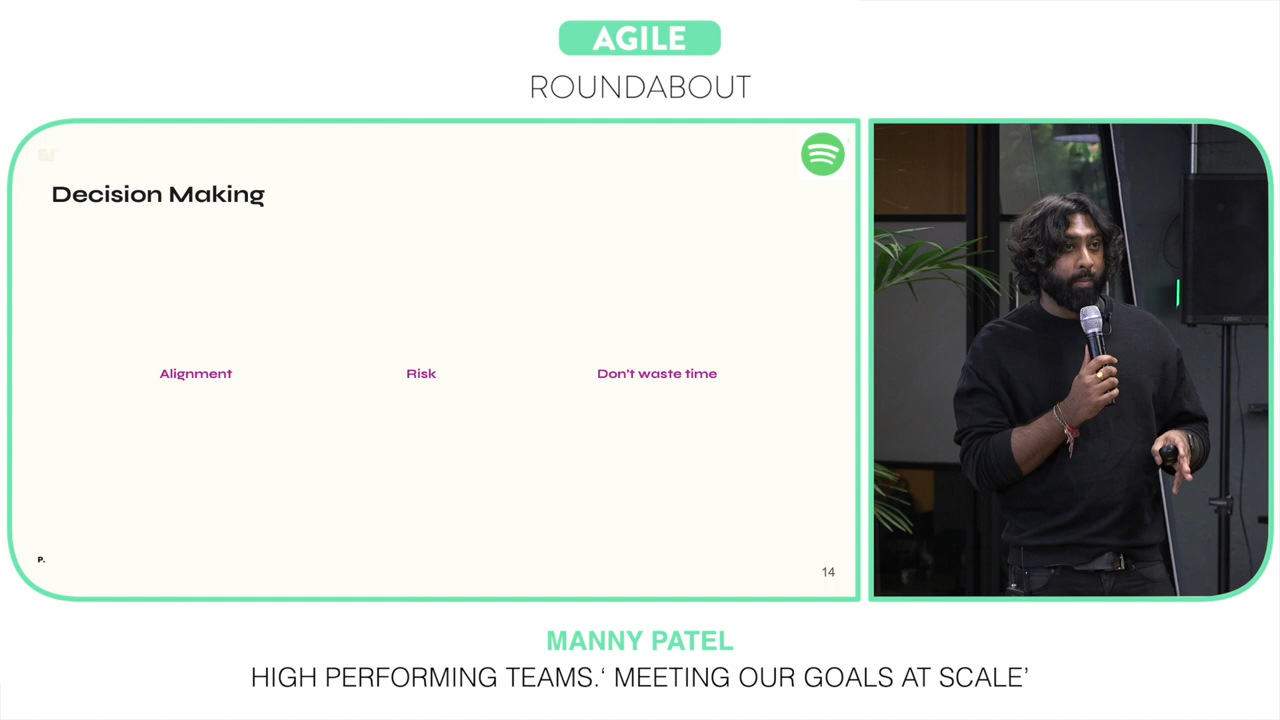 AGILE
ROUNDABOUT
Decision Making
Alignment
Risk
Don't waste time
P.
14
MANNY PATEL
HIGH PERFORMING TEAMS.‘ MEETING OUR GOALS AT SCALE’